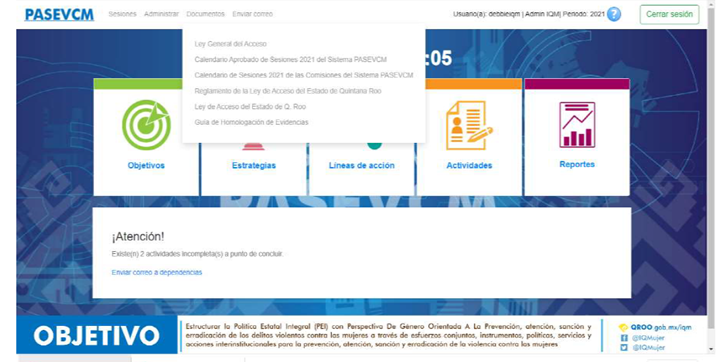 PASEVCM Sesiones Administrar Documentos Enviar correo Usuario(a): debbieiqm | Admin IQM| Periodo: 2021 ? Cerrar sesión
Ley General del Acceso
Calendario Aprobado de Sesiones 2021 del Sistema PASEVCM
Calendario de Sesiones 2021 de las Comisiones del Sistema PASEVCM
Reglamento de la Ley de Acceso del Estado de Quintana Roo
Ley de Acceso del Estado de Q. Roo
Guía de Homologación de Evidencias
:05
Objetivos
Estrategias
Líneas de acción
Actividades
Reportes
PASEVCM
¡Atención!
Existe(n) 2 actividades incompleta(s) a punto de concluir.
Enviar correo a dependencias
OBJETIVO
Estructurar la Política Estatal Integral (PEI) con Perspectiva De Género Orientada A La Prevención, atención, sanción y
erradicación de los delitos violentos contra las mujeres a través de esfuerzos conjuntos, instrumentos, políticas, servicios y
acciones interinstitucionales para la prevención, atención, sanción y erradicación de la violencia contra las mujeres
QROO.gob.mx/iqm
@IQMujer
@IQMujer